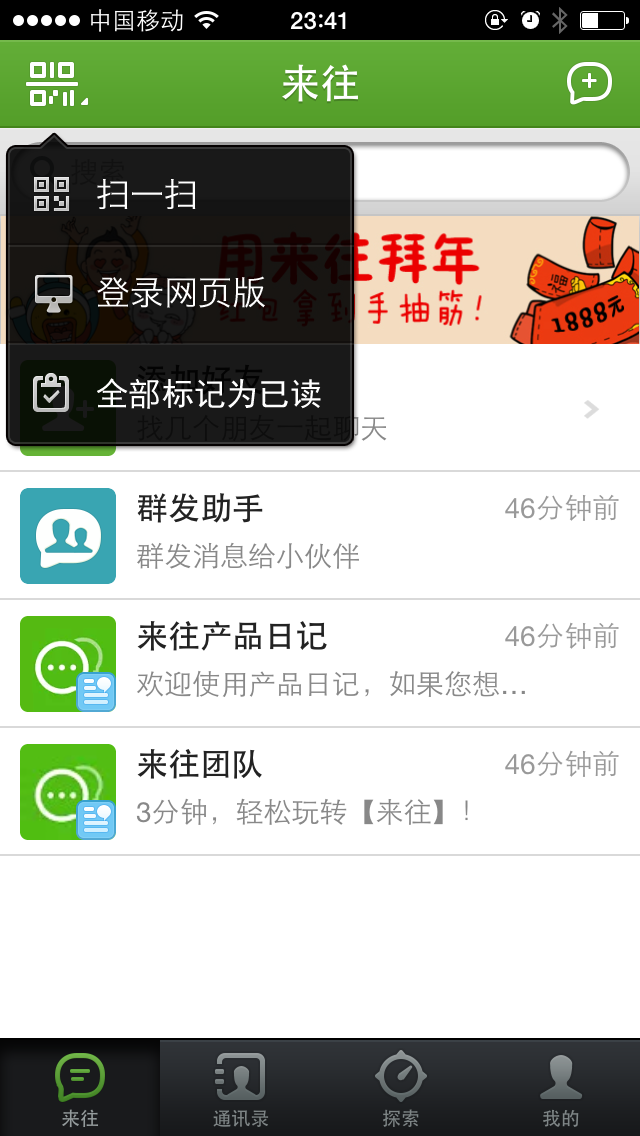 中国移动
23:41
来往
搜索
扫一扫
用来往拜年
登录网页版
红包拿到手抽筋!
1888元
添加好友
全部标记为已读
找几个朋友一起聊天
群发助手
46分钟前
群发消息给小伙伴
来往产品日记
46分钟前
欢迎使用产品日记，如果您想...
来往团队
46分钟前
3分钟，轻松玩转【来往】!
来往
通讯录
探索
我的